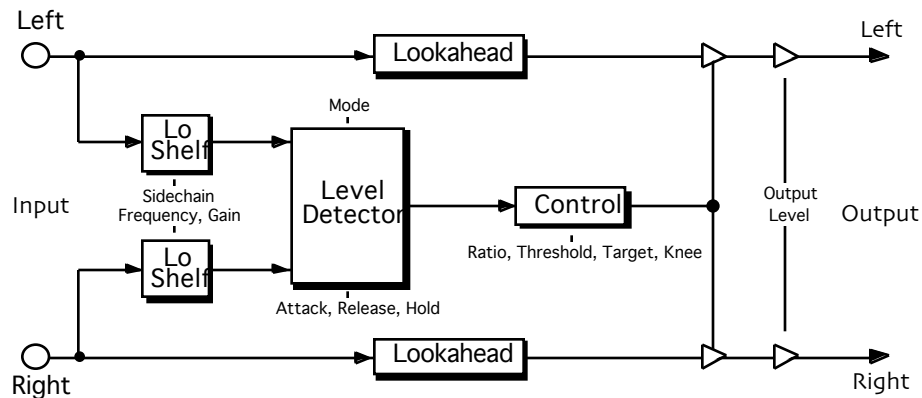 Left
Left
Lookahead
Mode
Lo
Shelf
Level
Detector
Input
Sidechain
Frequency, Gain
Control
Output
Level
Output
Ratio, Threshold, Target, Knee
Lo
Shelf
Attack, Release, Hold
Lookahead
Right
Right